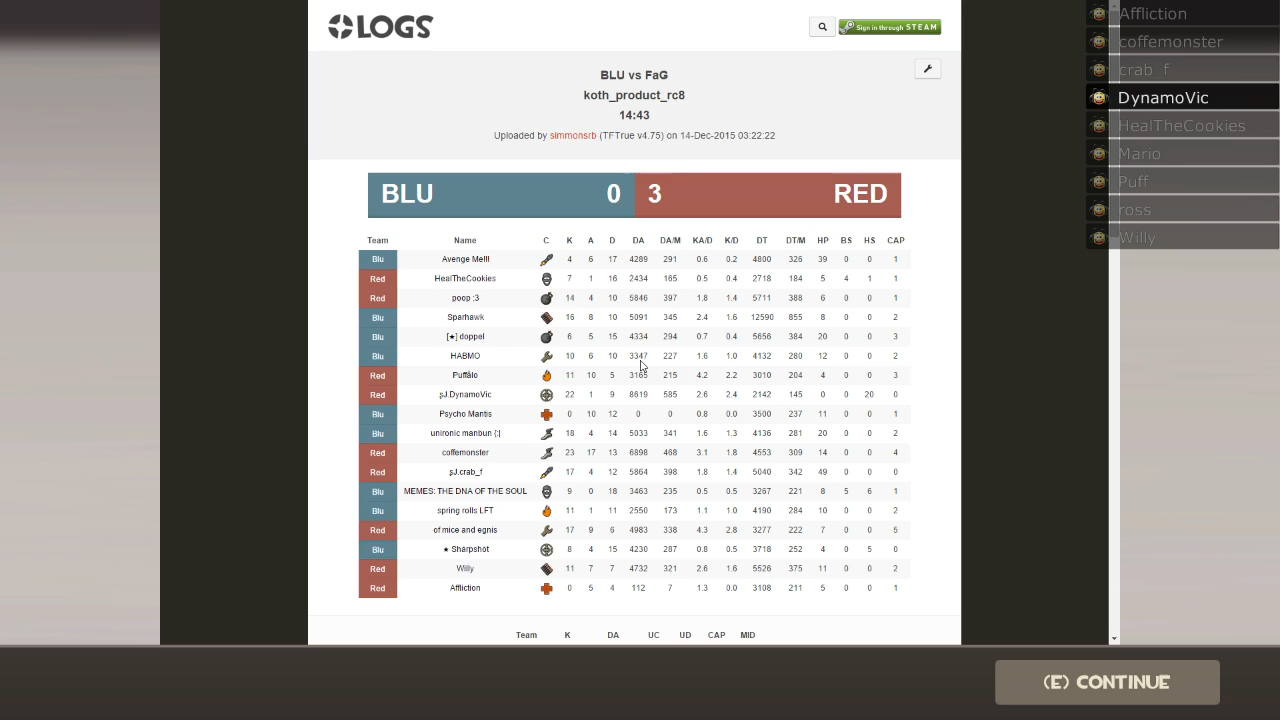 LOGS
Sign in through STEAM
BLU vs FaG
koth_product_rc8
14:43
Uploaded by simmonsrb (TFTrue v4.75) on 14-Dec-2015 03:22:22
BLU 0 3 RED
Team Name C K A D DA DA/M KA/D K/D DT DT/M HP BS HS CAP
Blu Avenge Me!!! 4 6 17 4289 291 0.6 0.2 4800 326 39 0 0 1
Red HealTheCookies 7 1 16 2434 165 0.5 0.4 2718 184 5 4 1 1
Red poop :3 14 4 10 5846 397 1.8 1.4 5711 388 6 0 0 1
Blu Sparhawk 16 8 10 5091 345 2.4 1.6 12590 855 8 0 0 2
Blu [★] doppel 6 5 15 4334 294 0.7 0.4 5656 384 20 0 0 3
Blu HABMO 10 6 10 3347 227 1.6 1.0 4132 280 12 0 0 2
Red Puffålo 11 10 5 3165 215 4.2 2.2 3010 204 4 0 0 3
Red ʂJ.DynamoVic 22 1 9 8619 585 2.6 2.4 2142 145 0 0 20 0
Blu Psycho Mantis 0 10 12 0 0 0.8 0.0 3500 237 11 0 0 1
Blu unironic manbun {:| 18 4 14 5033 341 1.6 1.3 4136 281 20 0 0 2
Red coffemonster 23 17 13 6898 468 3.1 1.8 4553 309 14 0 0 4
Red ʂJ.crab_f 17 4 12 5864 398 1.8 1.4 5040 342 49 0 0 0
Blu MEMES: THE DNA OF THE SOUL 9 0 18 3463 235 0.5 0.5 3267 221 8 5 6 1
Blu spring rolls LFT 11 1 11 2550 173 1.1 1.0 4190 284 10 0 0 2
Red of mice and egnis 17 9 6 4983 338 4.3 2.8 3277 222 7 0 0 5
Blu ★ Sharpshot 8 4 15 4230 287 0.8 0.5 3718 252 4 0 5 0
Red Willy 11 7 7 4732 321 2.6 1.6 5526 375 11 0 0 2
Red Affliction 0 5 4 112 7 1.3 0.0 3108 211 5 0 0 1
Team K DA UC UD CAP MID
Affliction
coffemonster
crab_f
DynamoVic
HealTheCookies
Mario
Puff
ross
Willy
(E) CONTINUE